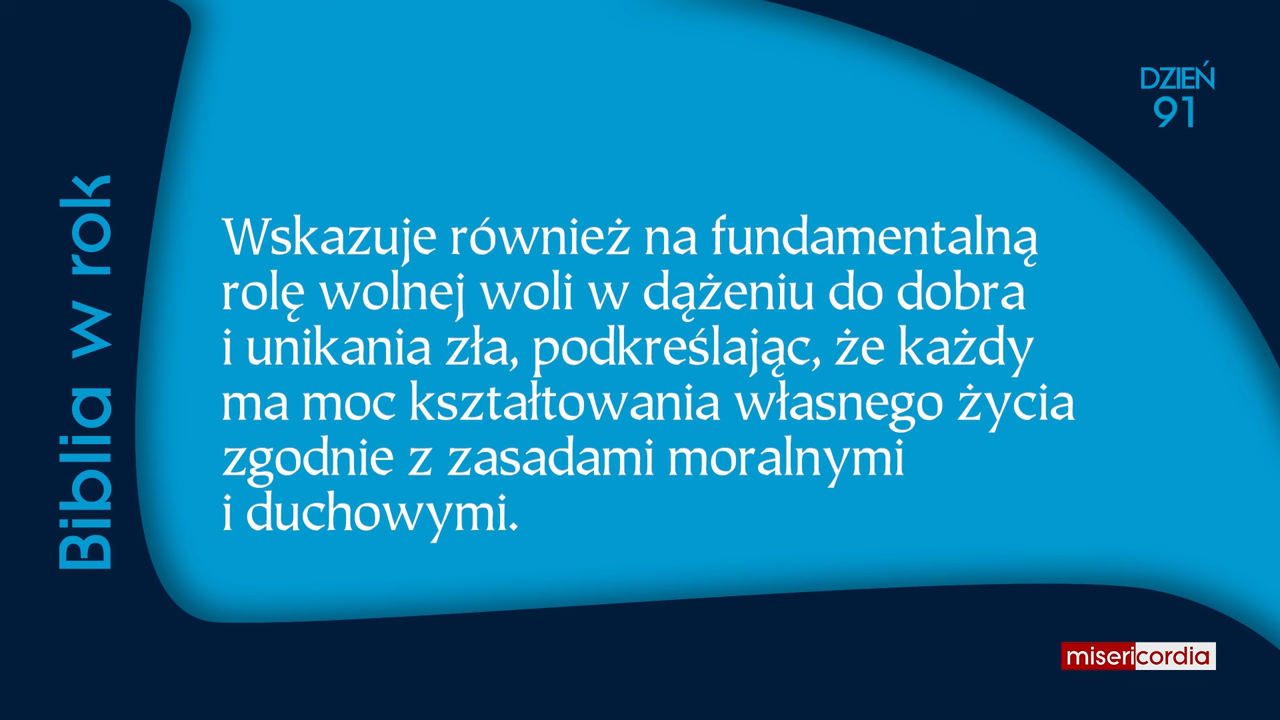 DZIEŃ
91
Biblia w rok
Wskazuje również na fundamentalną
rolę wolnej woli w dążeniu do dobra
i unikania zła, podkreślając, że każdy
ma moc kształtowania własnego życia
zgodnie z zasadami moralnymi
i duchowymi.
misericordia